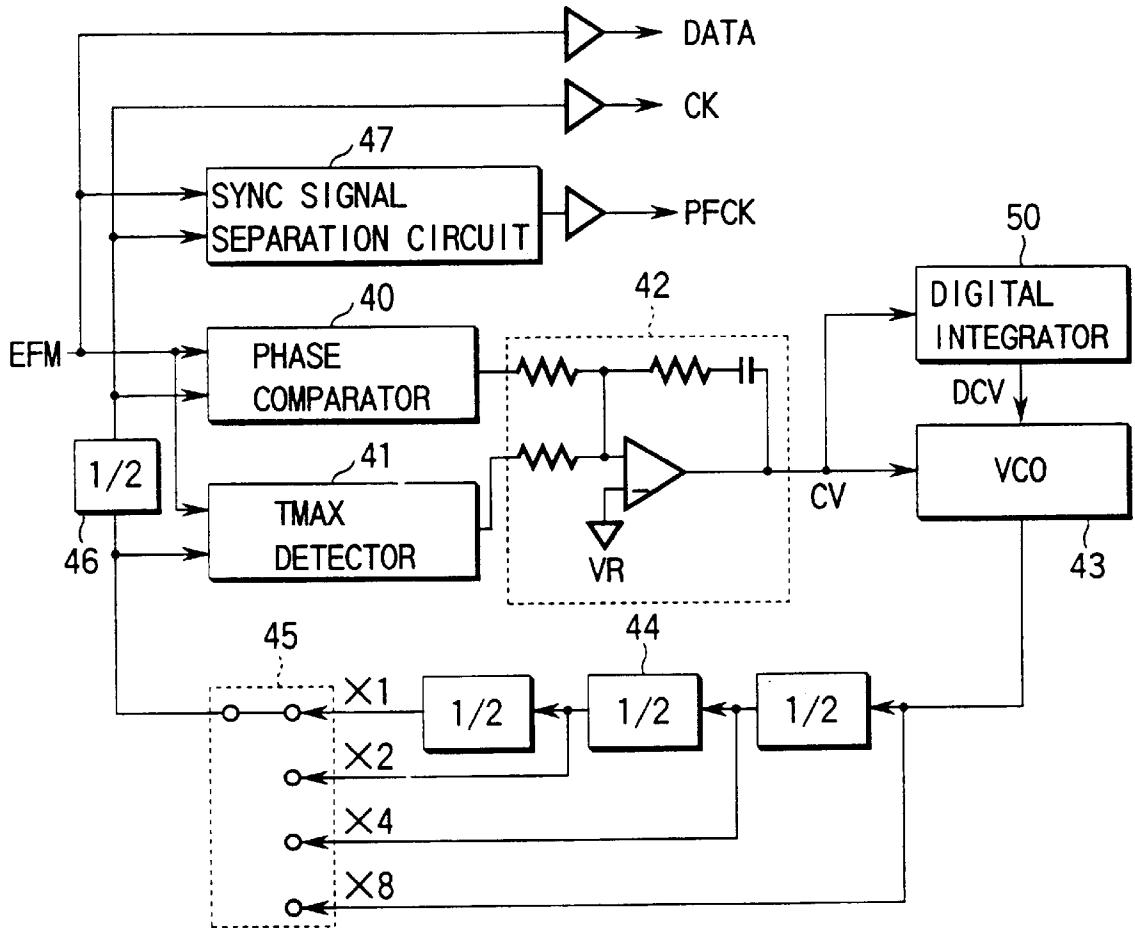 DATA
CK
47
SYNC SIGNAL
SEPARATION CIRCUIT
PFCK
50
DIGITAL
INTEGRATOR
42
40
EFM
PHASE
COMPARATOR
DCV
1/2
46
41
TMAX
DETECTOR
VR
CV
VCO
43
45
44
×1
1/2
1/2
1/2
×2
×4
×8